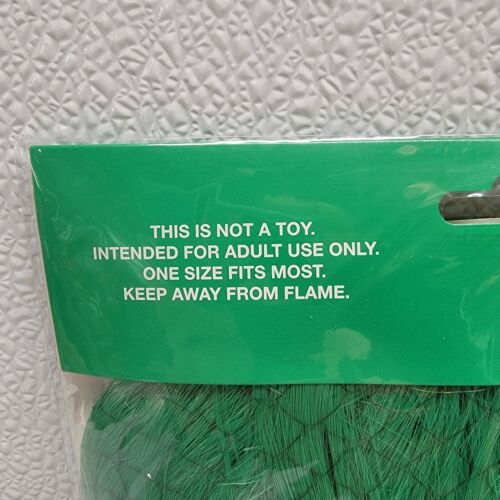 THIS IS NOT A TOY.
INTENDED FOR ADULT USE ONLY.
ONE SIZE FITS MOST.
KEEP AWAY FROM FLAME.